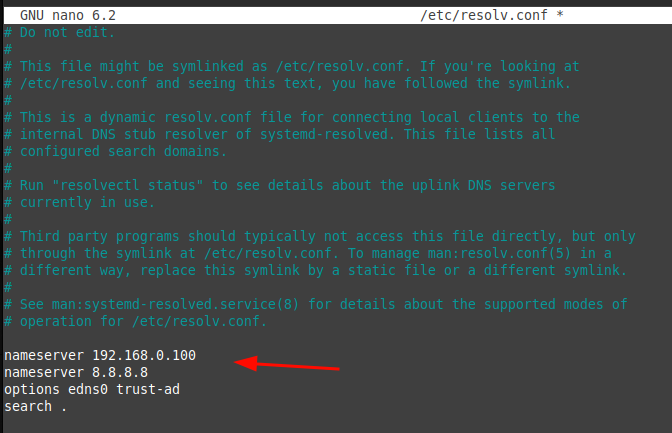 GNU nano 6.2 /etc/resolv.conf *
# Do not edit.
#
# This file might be symlinked as /etc/resolv.conf. If you're looking at
# /etc/resolv.conf and seeing this text, you have followed the symlink.
#
# This is a dynamic resolv.conf file for connecting local clients to the
# internal DNS stub resolver of systemd-resolved. This file lists all
# configured search domains.
#
# Run "resolvectl status" to see details about the uplink DNS servers
# currently in use.
#
# Third party programs should typically not access this file directly, but only
# through the symlink at /etc/resolv.conf. To manage man:resolv.conf(5) in a
# different way, replace this symlink by a static file or a different symlink.
#
# See man:systemd-resolved.service(8) for details about the supported modes of
# operation for /etc/resolv.conf.
nameserver 192.168.0.100
nameserver 8.8.8.8
options edns0 trust-ad
search .